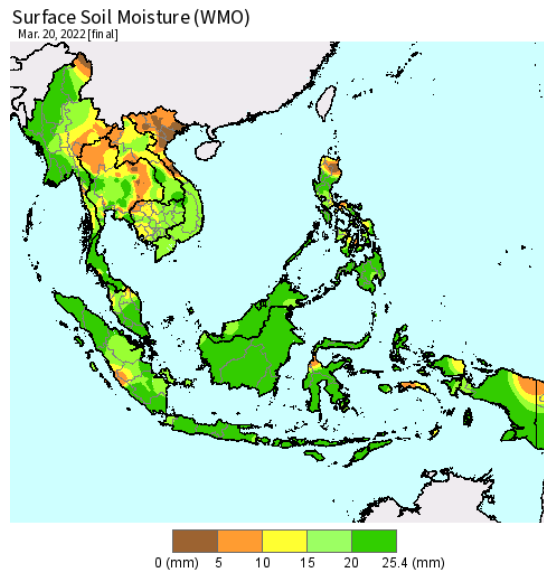 Surface Soil Moisture (WMO)
Mar. 20, 2022 [final]
0 (mm) 5 10 15 20 25.4 (mm)